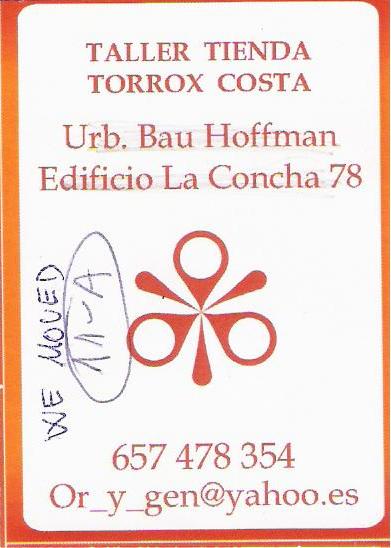 TALLER TIENDA
TORROX COSTA
Urb. Bau Hoffman
Edificio La Concha 78
WE MOVED
657 478 354
Or_y_gen@yahoo.es